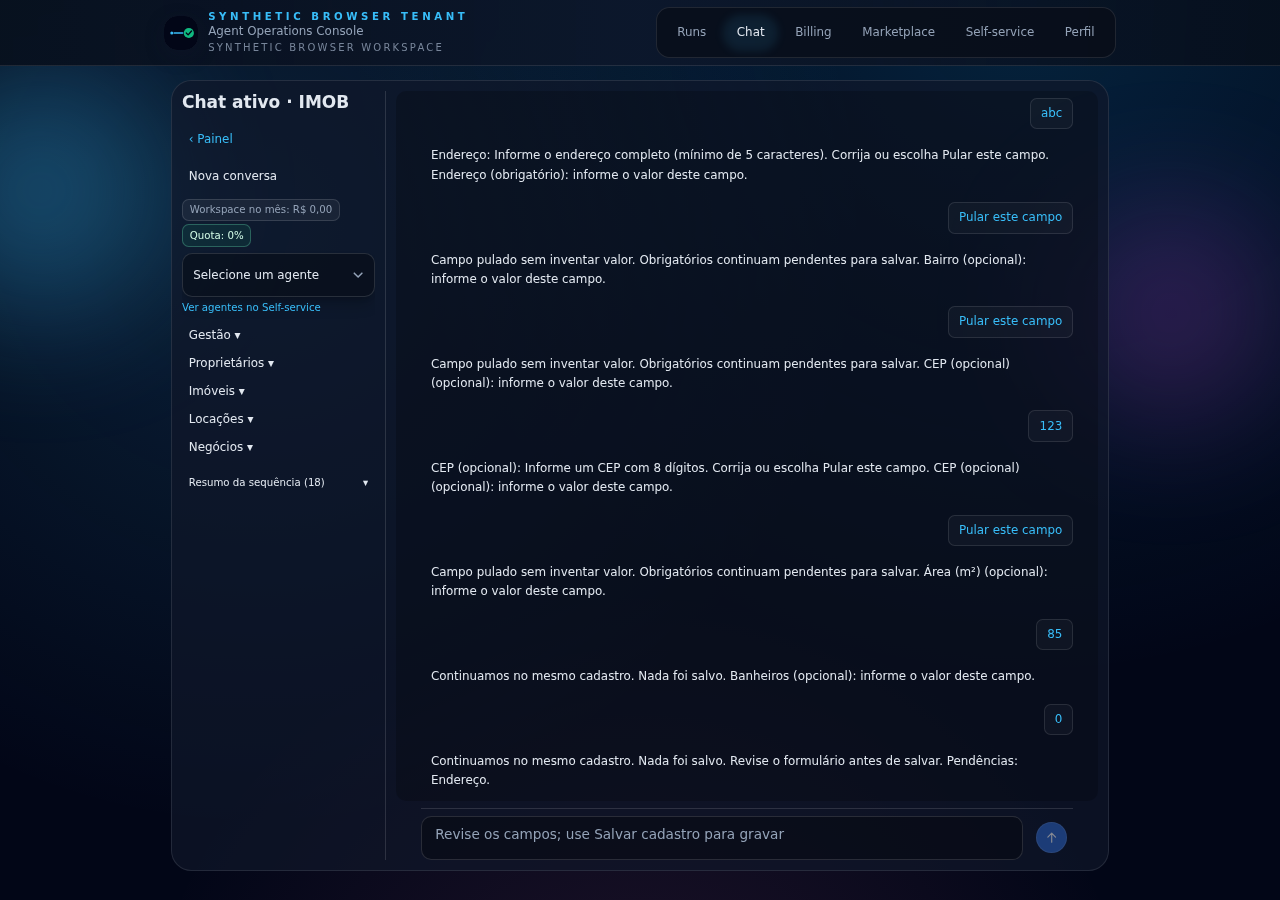 SYNTHETIC BROWSER TENANT
Agent Operations Console
SYNTHETIC BROWSER WORKSPACE
Runs
Chat
Billing
Marketplace
Self-service
Perfil
Chat ativo · IMOB
‹ Painel
Nova conversa
Workspace no mês: R$ 0,00
Quota: 0%
Selecione um agente
Ver agentes no Self-service
Gestão ▾
Proprietários ▾
Imóveis ▾
Locações ▾
Negócios ▾
Resumo da sequência (18) ▾
abc
Endereço: Informe o endereço completo (mínimo de 5 caracteres). Corrija ou escolha Pular este campo.
Endereço (obrigatório): informe o valor deste campo.
Pular este campo
Campo pulado sem inventar valor. Obrigatórios continuam pendentes para salvar. Bairro (opcional):
informe o valor deste campo.
Pular este campo
Campo pulado sem inventar valor. Obrigatórios continuam pendentes para salvar. CEP (opcional)
(opcional): informe o valor deste campo.
123
CEP (opcional): Informe um CEP com 8 dígitos. Corrija ou escolha Pular este campo. CEP (opcional)
(opcional): informe o valor deste campo.
Pular este campo
Campo pulado sem inventar valor. Obrigatórios continuam pendentes para salvar. Área (m²) (opcional):
informe o valor deste campo.
85
Continuamos no mesmo cadastro. Nada foi salvo. Banheiros (opcional): informe o valor deste campo.
0
Continuamos no mesmo cadastro. Nada foi salvo. Revise o formulário antes de salvar. Pendências:
Endereço.
Revise os campos; use Salvar cadastro para gravar